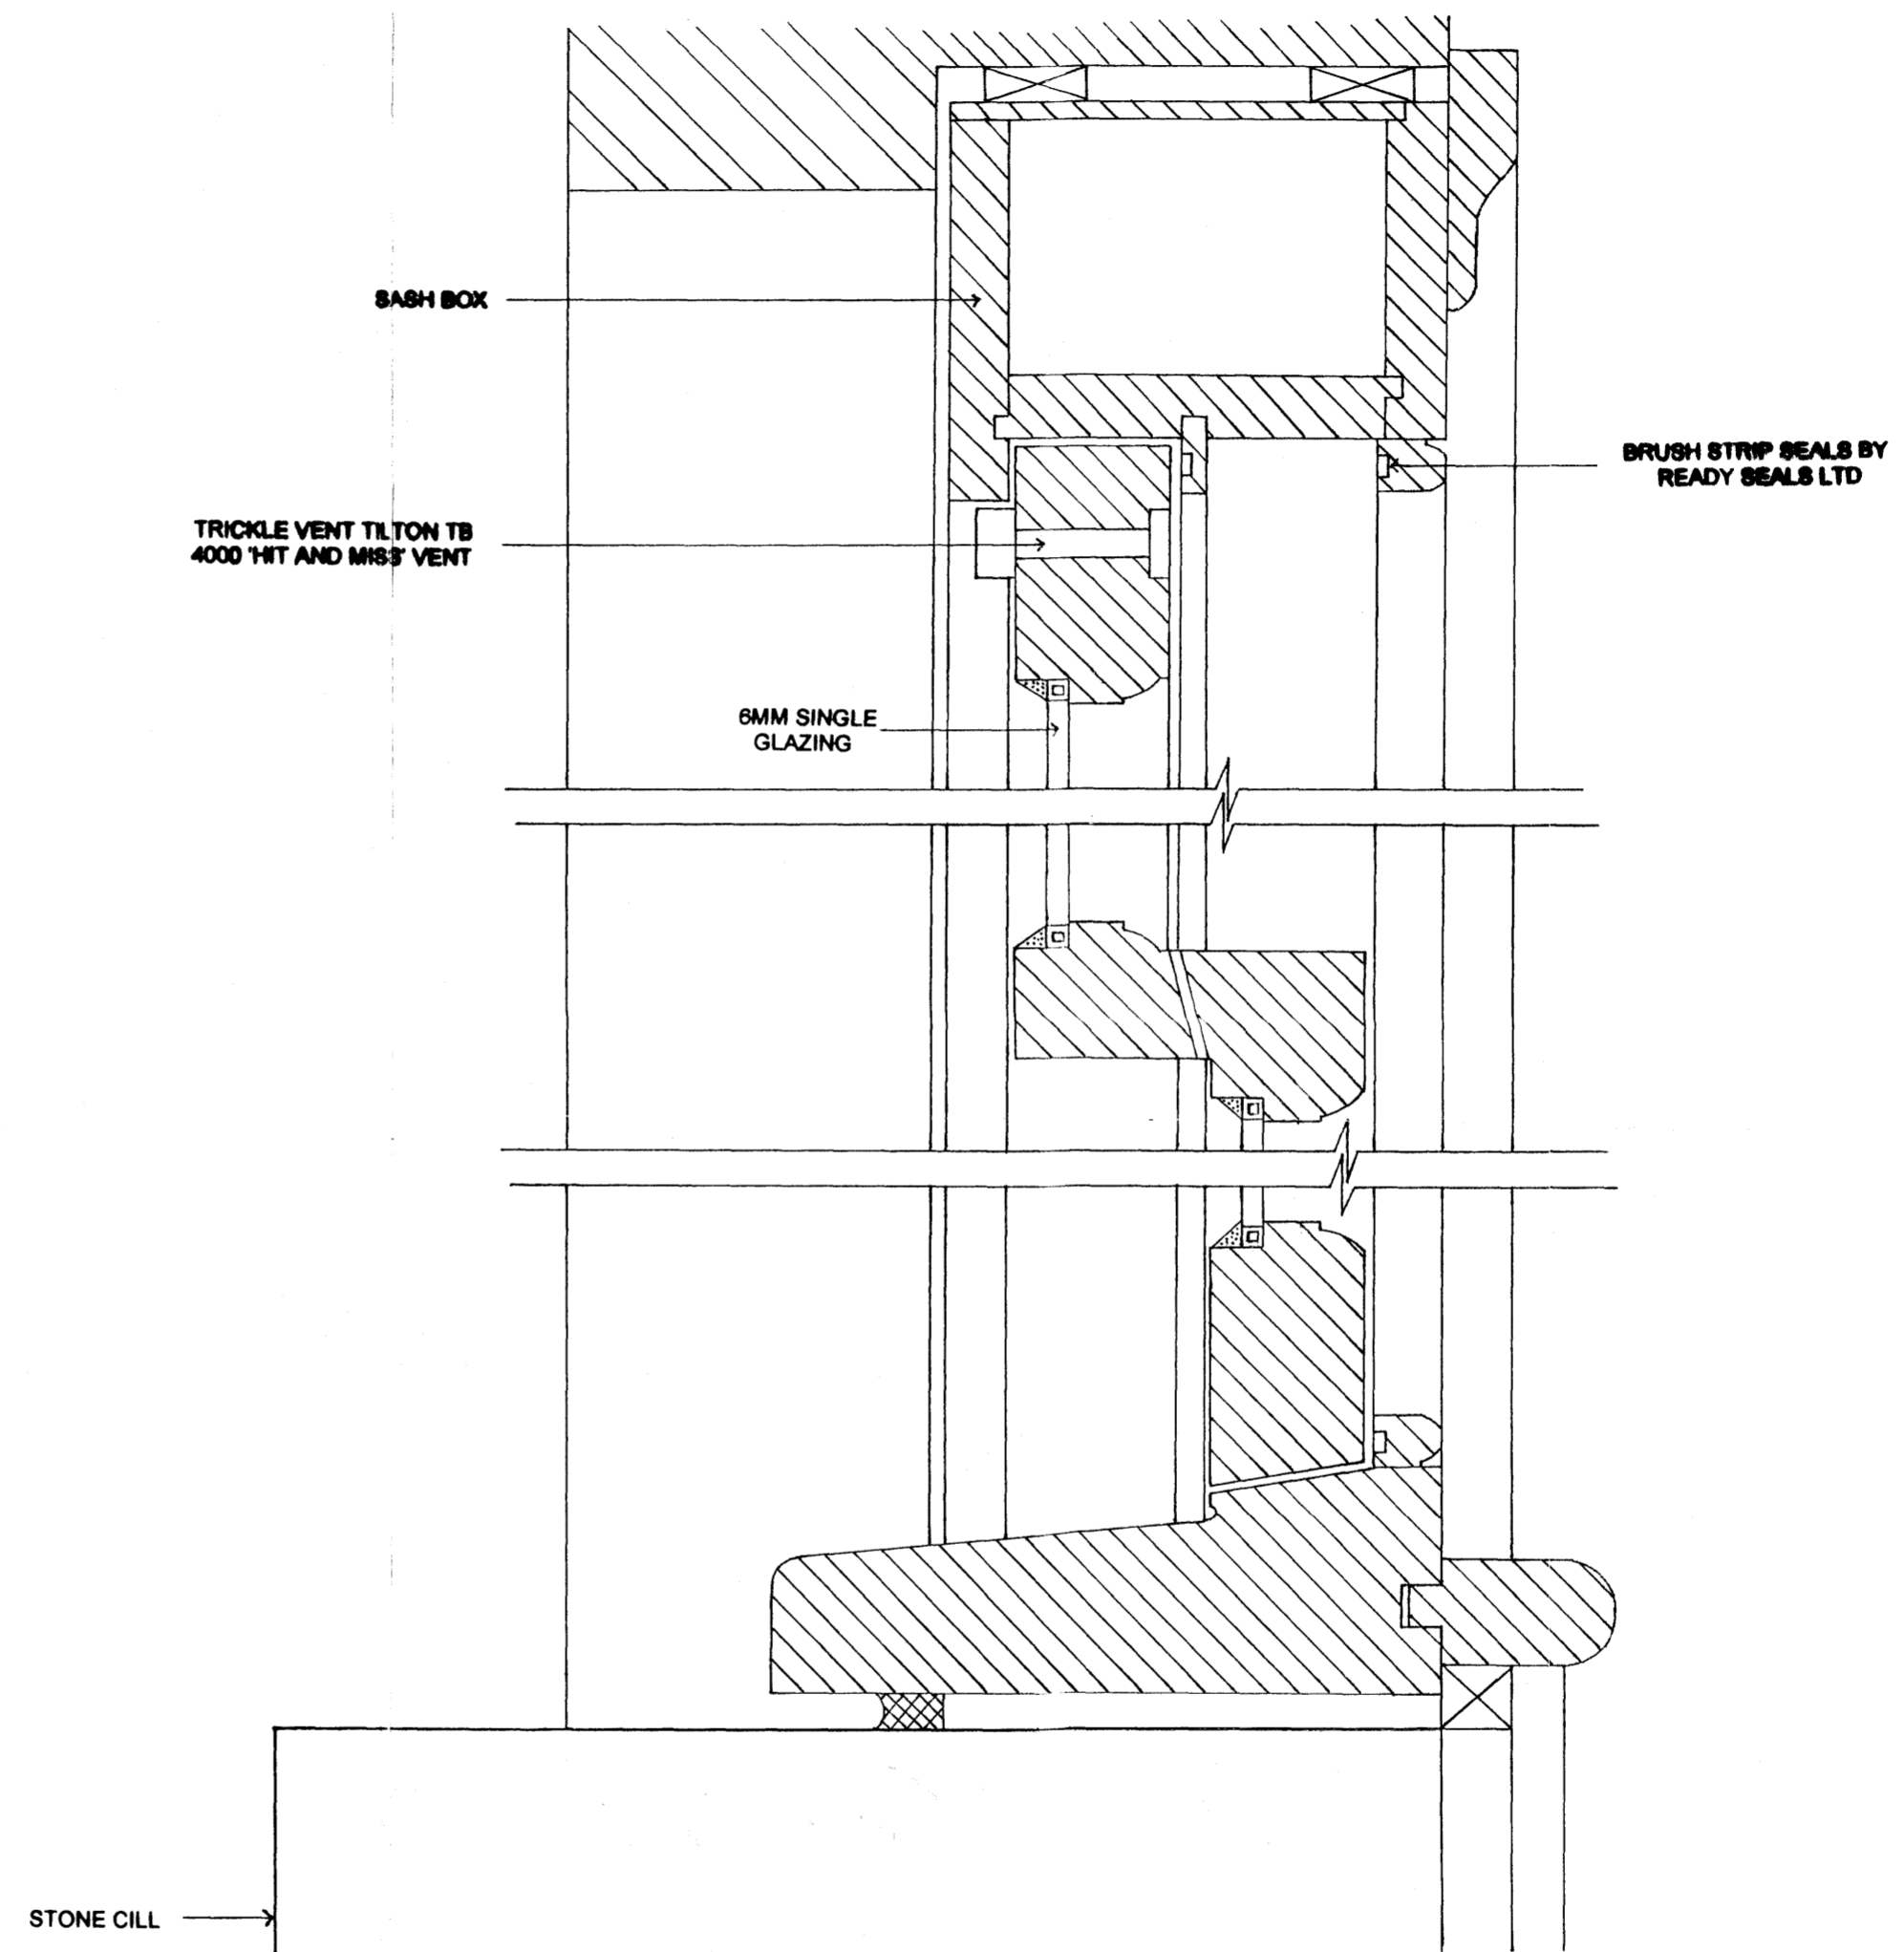 SASH BOX
BRUSH STRIP SEALS BY
READY SEALS LTD
TRICKLE VENT TILTON TB
4000 'HIT AND MISS' VENT
6MM SINGLE
GLAZING
STONE CILL